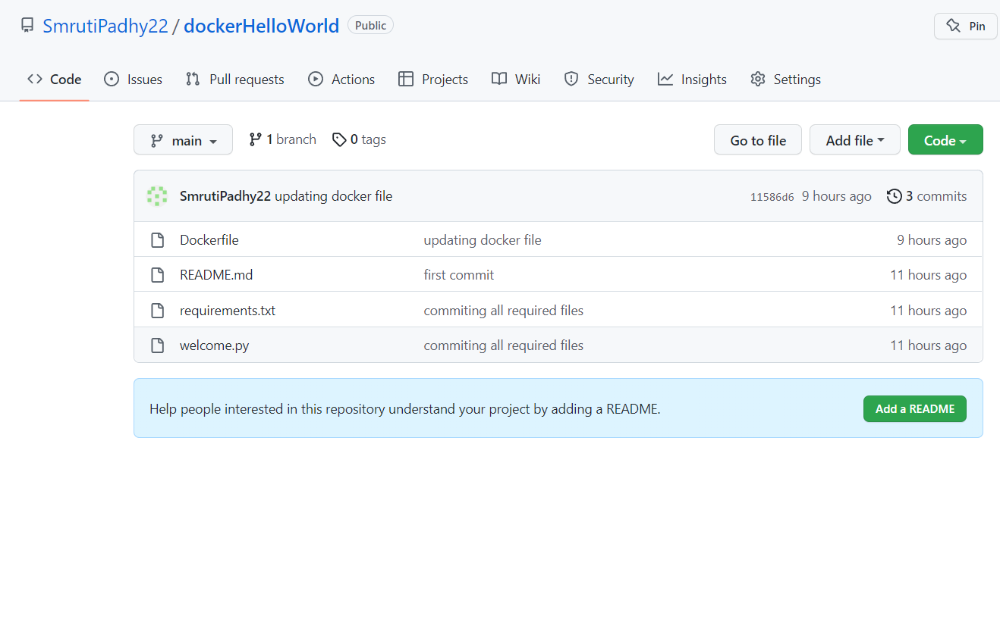 SmrutiPadhy22 / dockerHelloWorld Public Pin
Code Issues Pull requests Actions Projects Wiki Security Insights Settings
main 1 branch 0 tags Go to file Add file Code
SmrutiPadhy22 updating docker file 11586d6 9 hours ago 3 commits
Dockerfile updating docker file 9 hours ago
README.md first commit 11 hours ago
requirements.txt commiting all required files 11 hours ago
welcome.py commiting all required files 11 hours ago
Help people interested in this repository understand your project by adding a README. Add a README